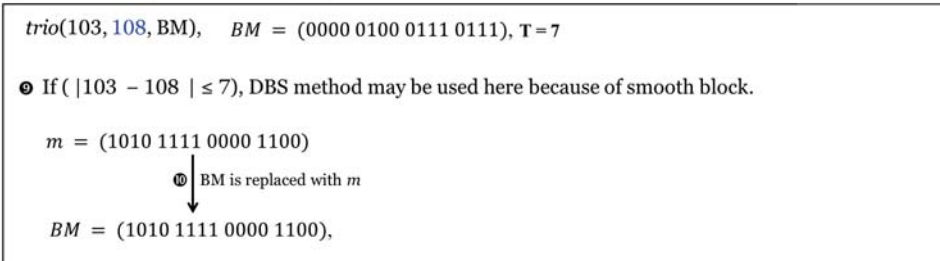 trio(103, 108, BM), BM = (0000 0100 0111 0111), T = 7
❾ If ( |103 − 108 | ≤ 7), DBS method may be used here because of smooth block.
m = (1010 1111 0000 1100)
❿ BM is replaced with m
BM = (1010 1111 0000 1100),